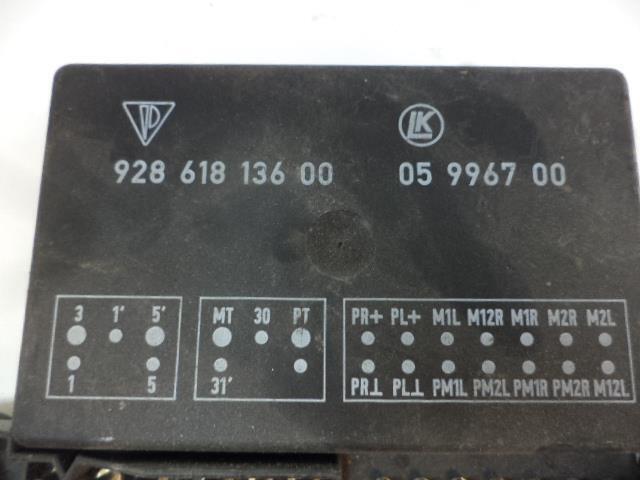 LK
928 618 136 00 05 9967 00
3 1' 5' MT 30 PT PR+ PL+ M1L M12R M1R M2R M2L
1 5 31' PR⊥ PL⊥ PM1L PM2L PM1R PM2R M12L